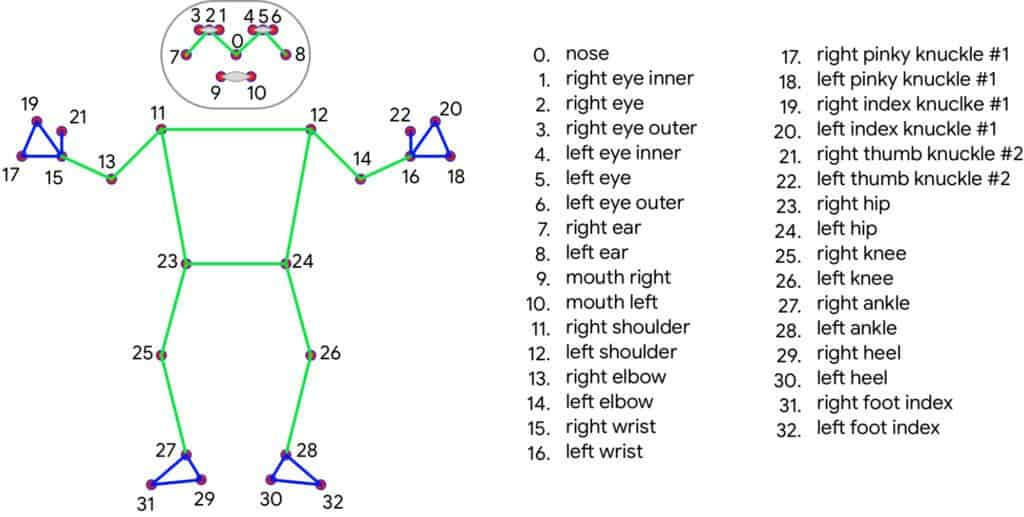 3 2 1 4 5 6
0
7 8
9 10
19 21 11 12 22 20
13 14
17 15 16 18
23 24
25 26
27 28
31 29 30 32
0. nose
1. right eye inner
2. right eye
3. right eye outer
4. left eye inner
5. left eye
6. left eye outer
7. right ear
8. left ear
9. mouth right
10. mouth left
11. right shoulder
12. left shoulder
13. right elbow
14. left elbow
15. right wrist
16. left wrist
17. right pinky knuckle #1
18. left pinky knuckle #1
19. right index knuclke #1
20. left index knuckle #1
21. right thumb knuckle #2
22. left thumb knuckle #2
23. right hip
24. left hip
25. right knee
26. left knee
27. right ankle
28. left ankle
29. right heel
30. left heel
31. right foot index
32. left foot index